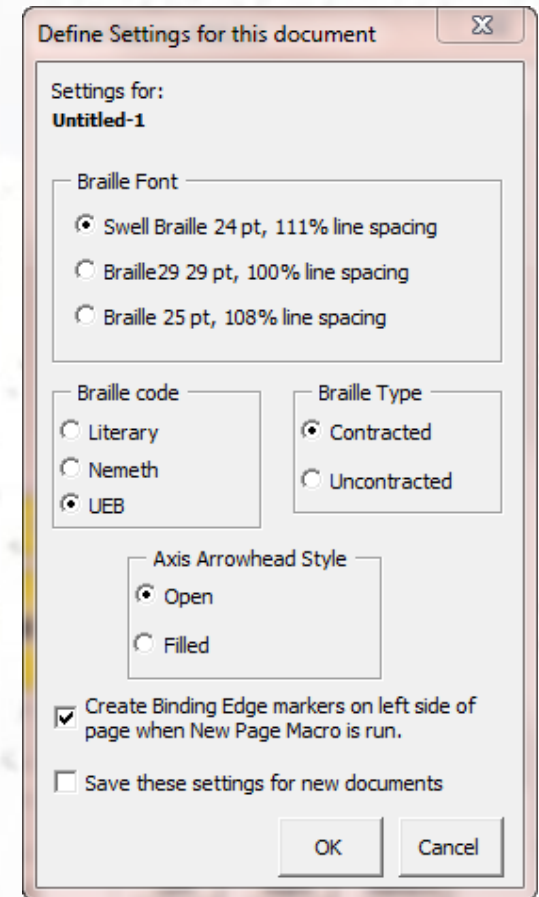 Define Settings for this document
Settings for:
Untitled-1
Braille Font
Swell Braille 24 pt, 111% line spacing
Braille29 29 pt, 100% line spacing
Braille 25 pt, 108% line spacing
Braille code
Literary
Nemeth
UEB
Braille Type
Contracted
Uncontracted
Axis Arrowhead Style
Open
Filled
Create Binding Edge markers on left side of
page when New Page Macro is run.
Save these settings for new documents
OK
Cancel